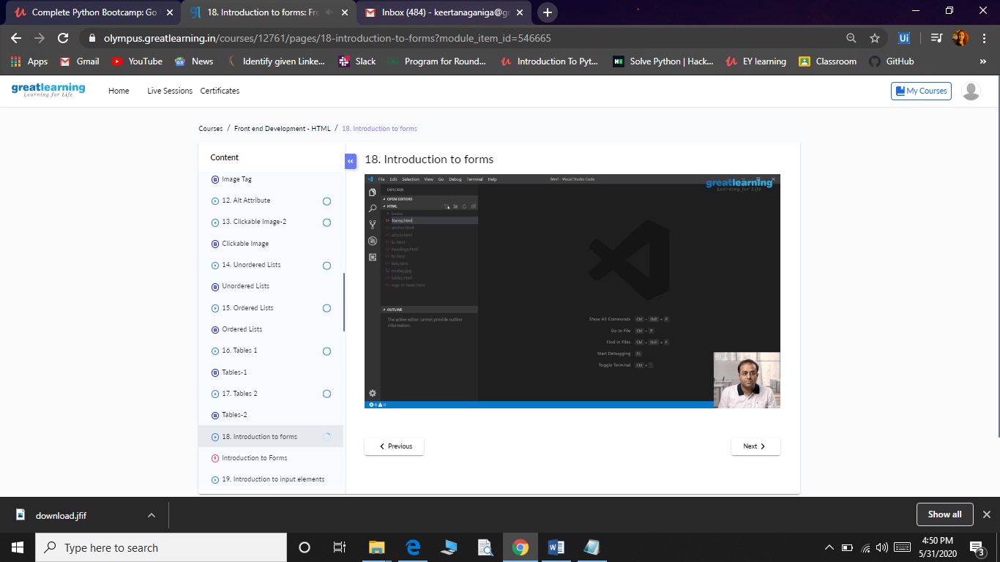 Complete Python Bootcamp: Go
18. Introduction to forms: Fr
Inbox (484) - keertanaganiga@g
olympus.greatlearning.in/courses/12761/pages/18-introduction-to-forms?module_item_id=546665
Ui
Apps Gmail YouTube News Identify given Linke... Slack Program for Round... Introduction To Pyt... Solve Python | Hack... EY learning Classroom GitHub »
greatlearning
Learning for Life
Home Live Sessions Certificates
My Courses
Courses / Front end Development - HTML / 18. Introduction to forms
Content
Image Tag
12. Alt Attribute
13. Clickable Image-2
Clickable Image
14. Unordered Lists
Unordered Lists
15. Ordered Lists
Ordered Lists
16. Tables 1
Tables-1
17. Tables 2
Tables-2
18. Introduction to forms
Introduction to Forms
19. Introduction to input elements
«
18. Introduction to forms
File Edit Selection View Go Debug Terminal Help
html - Visual Studio Code
greatlearning
Learning for Life
EXPLORER
OPEN EDITORS
HTML
basics
forms.html
anchor.html
br.html
headings.html
hr.html
lists.html
mickey.jpg
tables.html
tags-in-head.html
OUTLINE
The active editor cannot provide outline
information.
Show All Commands Ctrl + Shift + P
Go to File Ctrl + P
Find in Files Ctrl + Shift + F
Start Debugging F5
Toggle Terminal Ctrl + `
0 0
Previous
Next
download.jfif
Show all
Type here to search
4:50 PM
5/31/2020
3